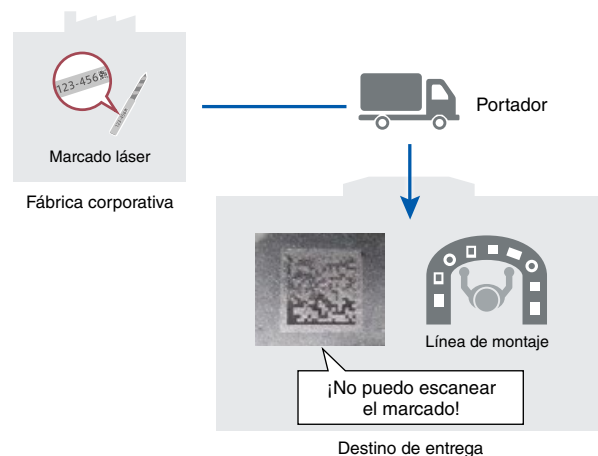 123-456
Marcado láser
Fábrica corporativa
Portador
Línea de montaje
¡No puedo escanear
el marcado!
Destino de entrega